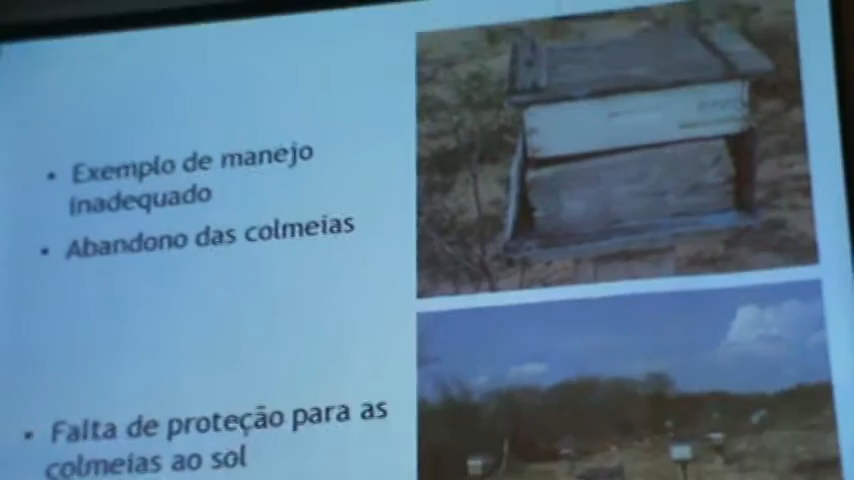 • Exemplo de manejo
inadequado
• Abandono das colmeias
• Falta de proteção para as
colmeias ao sol